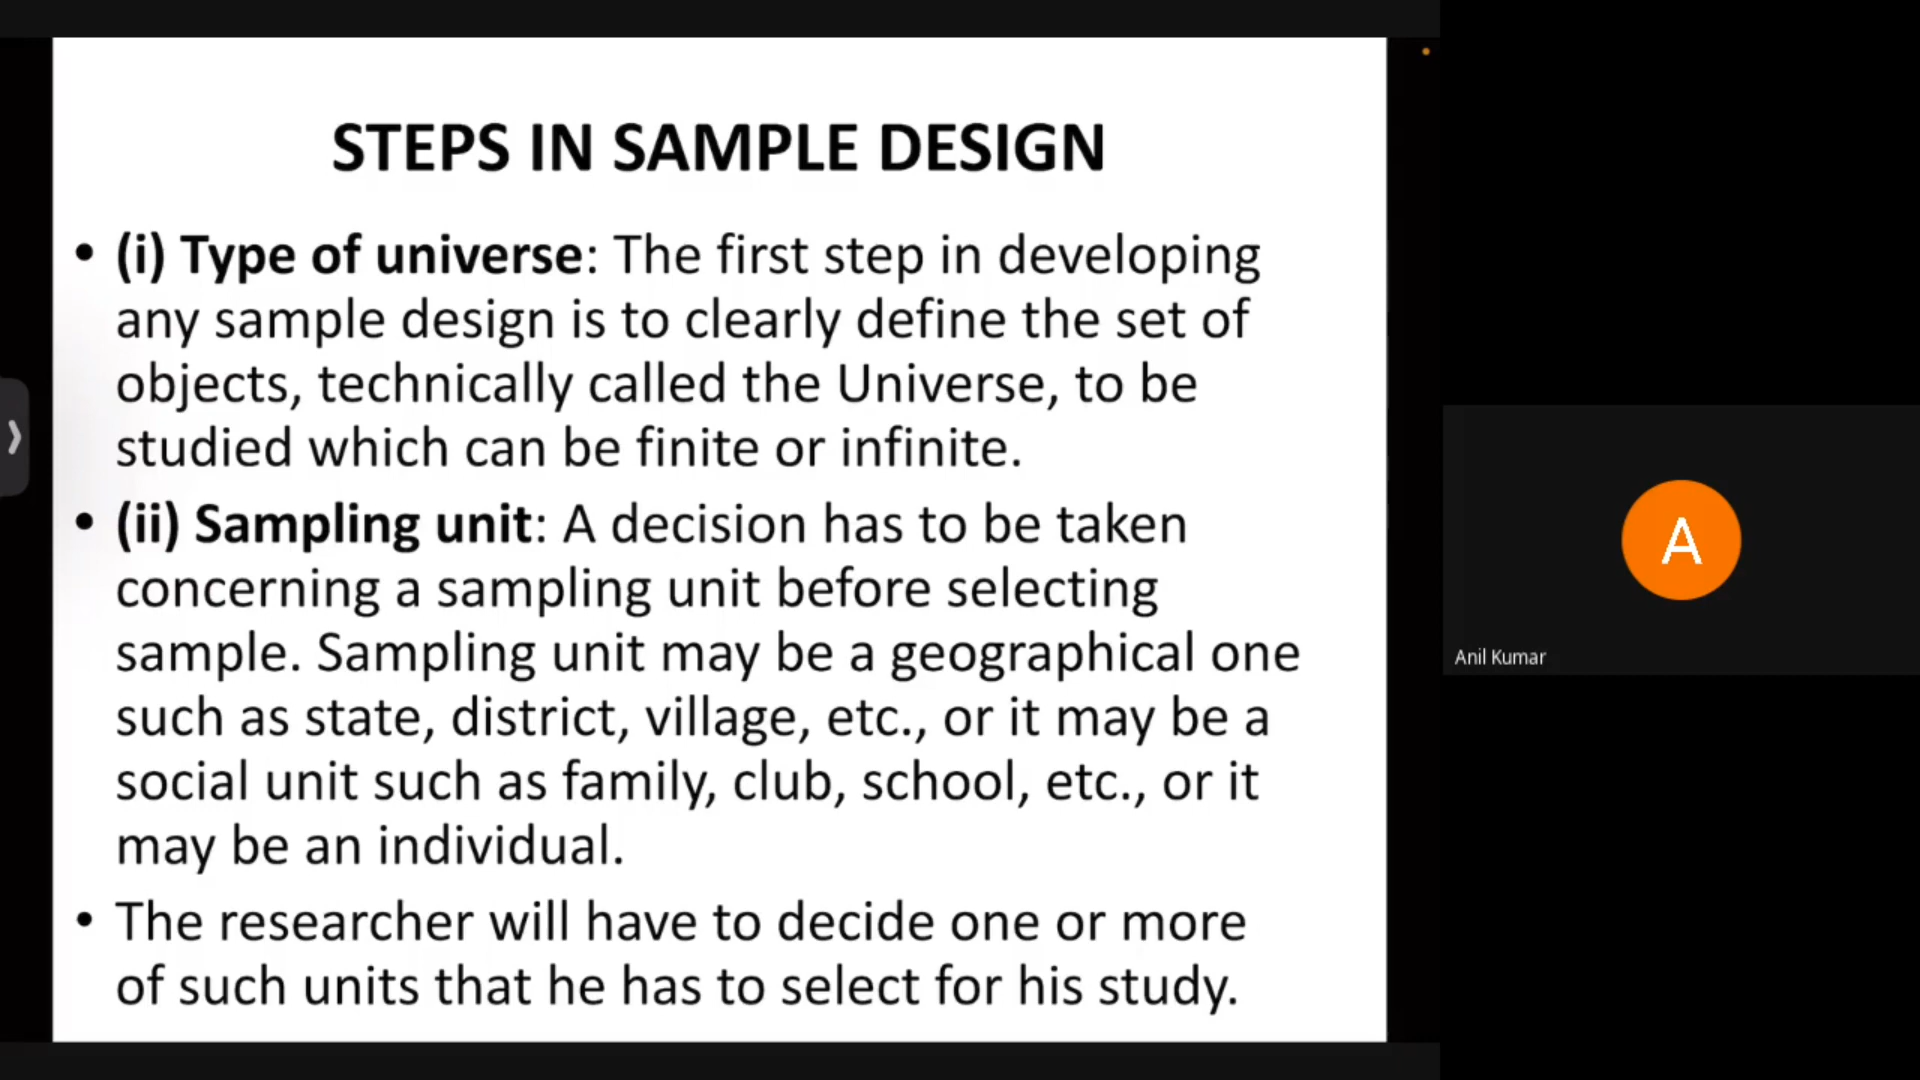 STEPS IN SAMPLE DESIGN
• (i) Type of universe: The first step in developing
any sample design is to clearly define the set of
objects, technically called the Universe, to be
studied which can be finite or infinite.
• (ii) Sampling unit: A decision has to be taken
concerning a sampling unit before selecting
sample. Sampling unit may be a geographical one
such as state, district, village, etc., or it may be a
social unit such as family, club, school, etc., or it
may be an individual.
• The researcher will have to decide one or more
of such units that he has to select for his study.
A
Anil Kumar